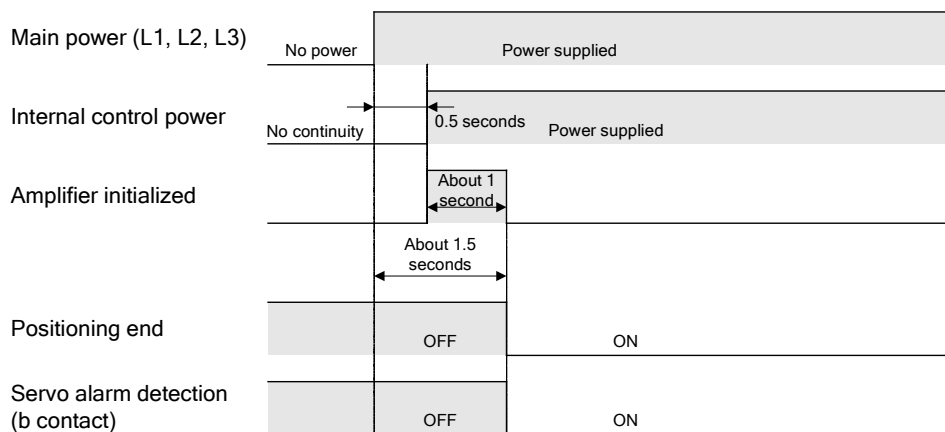 Main power (L1, L2, L3)
No power
Power supplied
Internal control power
No continuity
0.5 seconds
Power supplied
Amplifier initialized
About 1
second
About 1.5
seconds
Positioning end
OFF
ON
Servo alarm detection
(b contact)
OFF
ON